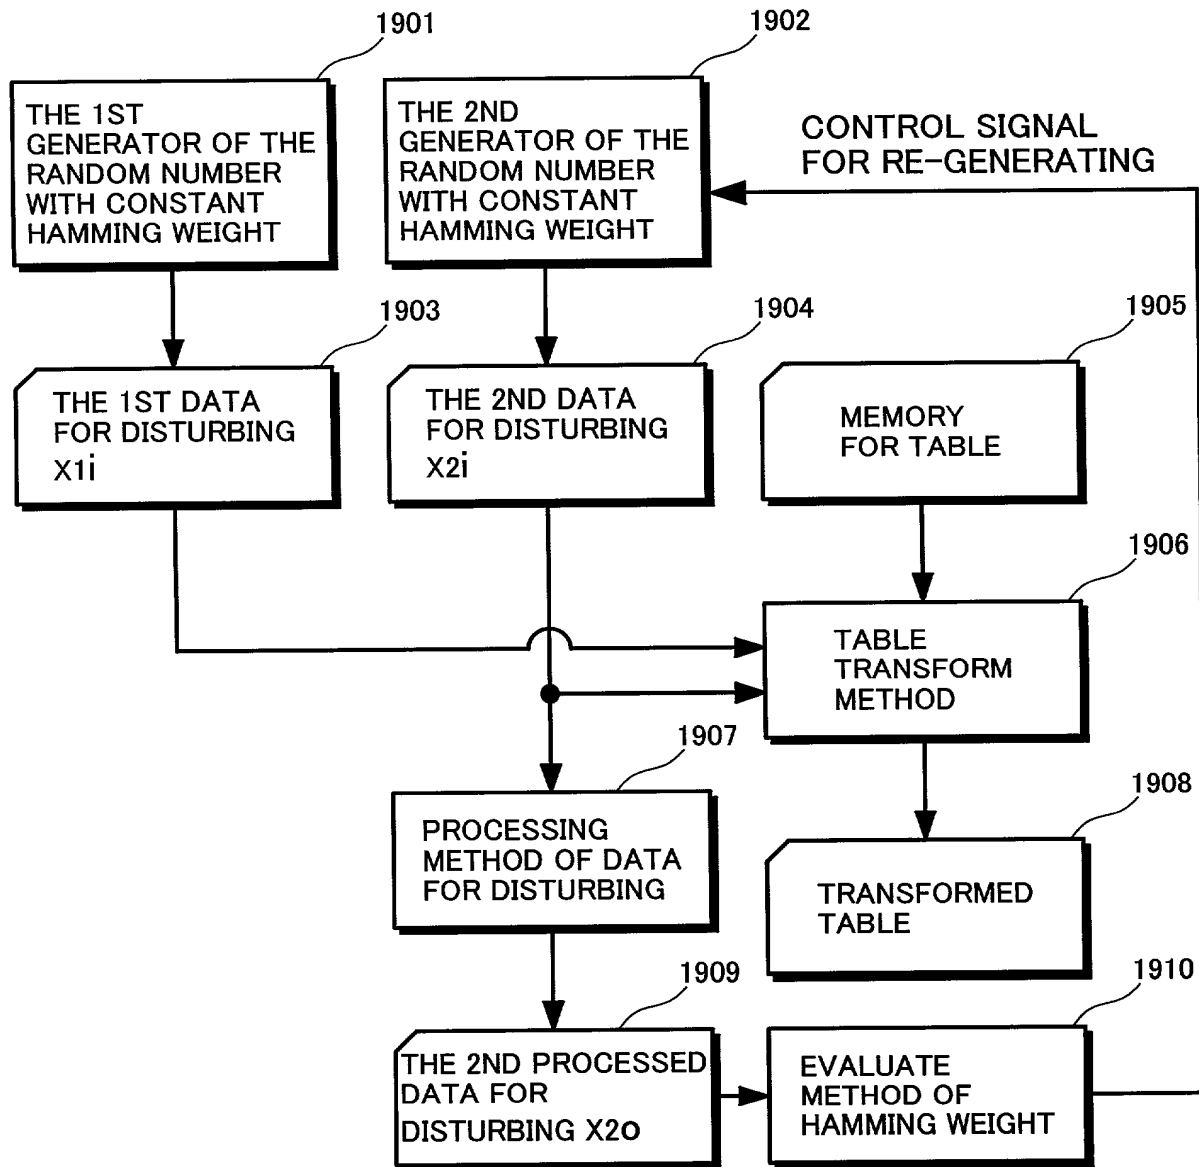 1901
1902
THE 1ST
GENERATOR OF THE
RANDOM NUMBER
WITH CONSTANT
HAMMING WEIGHT
THE 2ND
GENERATOR OF THE
RANDOM NUMBER
WITH CONSTANT
HAMMING WEIGHT
CONTROL SIGNAL
FOR RE-GENERATING
1903
1904
1905
THE 1ST DATA
FOR DISTURBING
X1i
THE 2ND DATA
FOR DISTURBING
X2i
MEMORY
FOR TABLE
1906
TABLE
TRANSFORM
METHOD
1907
PROCESSING
METHOD OF DATA
FOR DISTURBING
1908
TRANSFORMED
TABLE
1909
THE 2ND PROCESSED
DATA FOR
DISTURBING X2o
1910
EVALUATE
METHOD OF
HAMMING WEIGHT